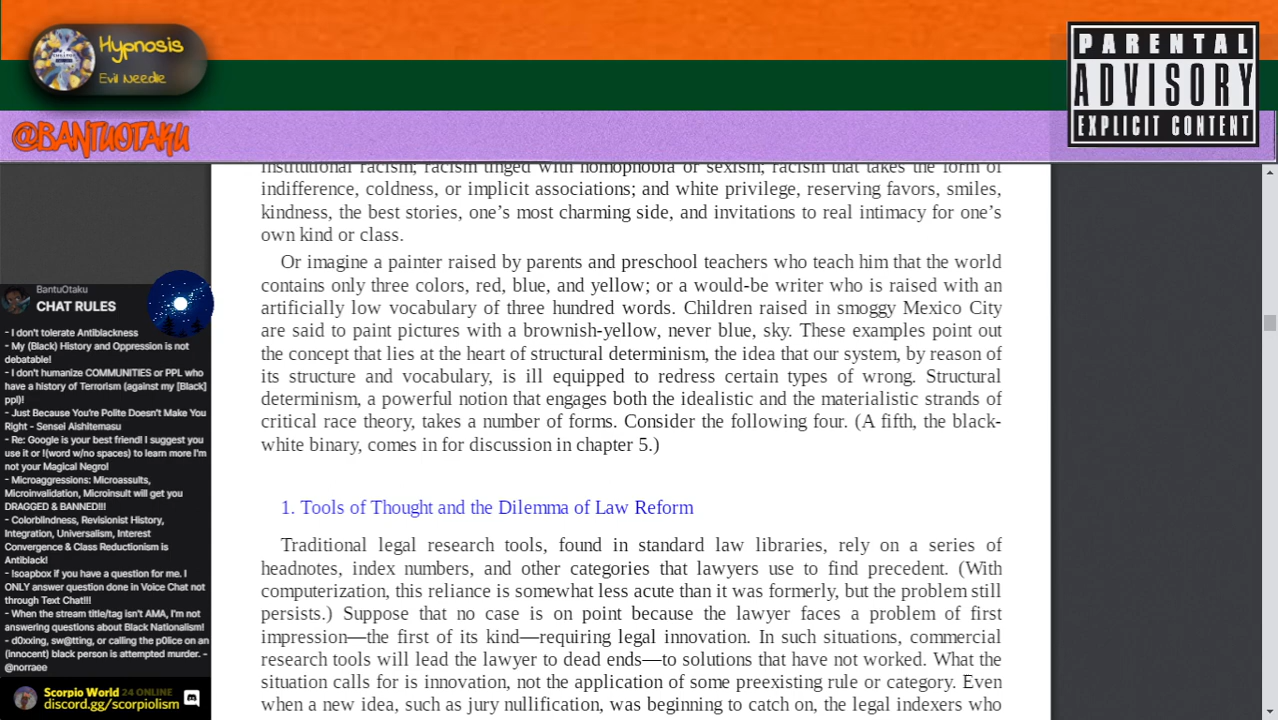 Hypnosis
Evil Needle
PARENTAL
ADVISORY
EXPLICIT CONTENT
@BANTUOTAKU
institutional racism; racism tinged with homophobia or sexism; racism that takes the form of
indifference, coldness, or implicit associations; and white privilege, reserving favors, smiles,
kindness, the best stories, one’s most charming side, and invitations to real intimacy for one’s
own kind or class.
Or imagine a painter raised by parents and preschool teachers who teach him that the world
contains only three colors, red, blue, and yellow; or a would-be writer who is raised with an
artificially low vocabulary of three hundred words. Children raised in smoggy Mexico City
are said to paint pictures with a brownish-yellow, never blue, sky. These examples point out
the concept that lies at the heart of structural determinism, the idea that our system, by reason of
its structure and vocabulary, is ill equipped to redress certain types of wrong. Structural
determinism, a powerful notion that engages both the idealistic and the materialistic strands of
critical race theory, takes a number of forms. Consider the following four. (A fifth, the black-
white binary, comes in for discussion in chapter 5.)
1. Tools of Thought and the Dilemma of Law Reform
Traditional legal research tools, found in standard law libraries, rely on a series of
headnotes, index numbers, and other categories that lawyers use to find precedent. (With
computerization, this reliance is somewhat less acute than it was formerly, but the problem still
persists.) Suppose that no case is on point because the lawyer faces a problem of first
impression—the first of its kind—requiring legal innovation. In such situations, commercial
research tools will lead the lawyer to dead ends—to solutions that have not worked. What the
situation calls for is innovation, not the application of some preexisting rule or category. Even
when a new idea, such as jury nullification, was beginning to catch on, the legal indexers who
BantuOtaku
CHAT RULES
- I don't tolerate Antiblackness
- My (Black) History and Oppression is not
debatable!
- I don't humanize COMMUNITIES or PPL who
have a history of Terrorism (against my [Black]
ppl)!
- Just Because You're Polite Doesn't Make You
Right - Sensei Aishitemasu
- Re: Google is your best friend! I suggest you
use it or !(word w/no spaces) to learn more I'm
not your Magical Negro!
- Microaggressions: Microassults,
Microinvalidation, Microinsult will get you
DRAGGED & BANNED!!!
- Colorblindness, Revisionist History,
Integration, Universalism, Interest
Convergence & Class Reductionism is
Antiblack!
- !soapbox if you have a question for me. I
ONLY answer question done in Voice Chat not
through Text Chat!!!
- When the stream title/tag isn't AMA, I'm not
answering questions about Black Nationalism!
- d0xxing, sw@tting, or calling the p0lice on an
(innocent) black person is attempted murder. -
@norraee
Scorpio World 24 ONLINE
discord.gg/scorpiolism